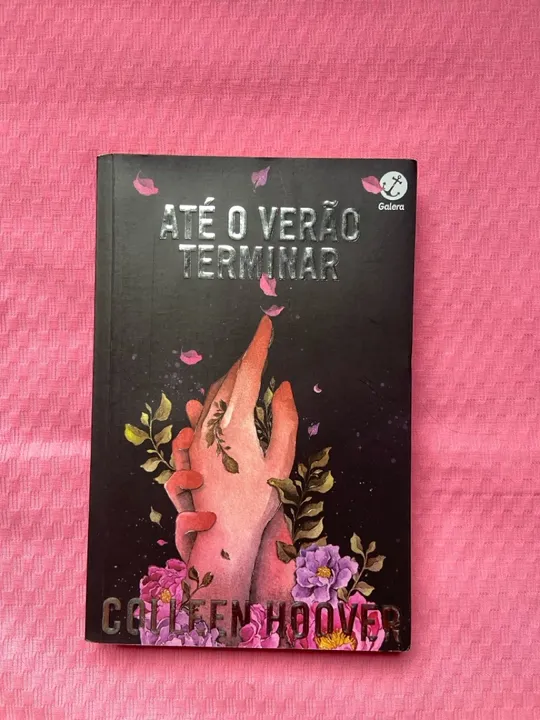 Galera
ATÉ O VERÃO
TERMINAR
COLLEEN HOOVER